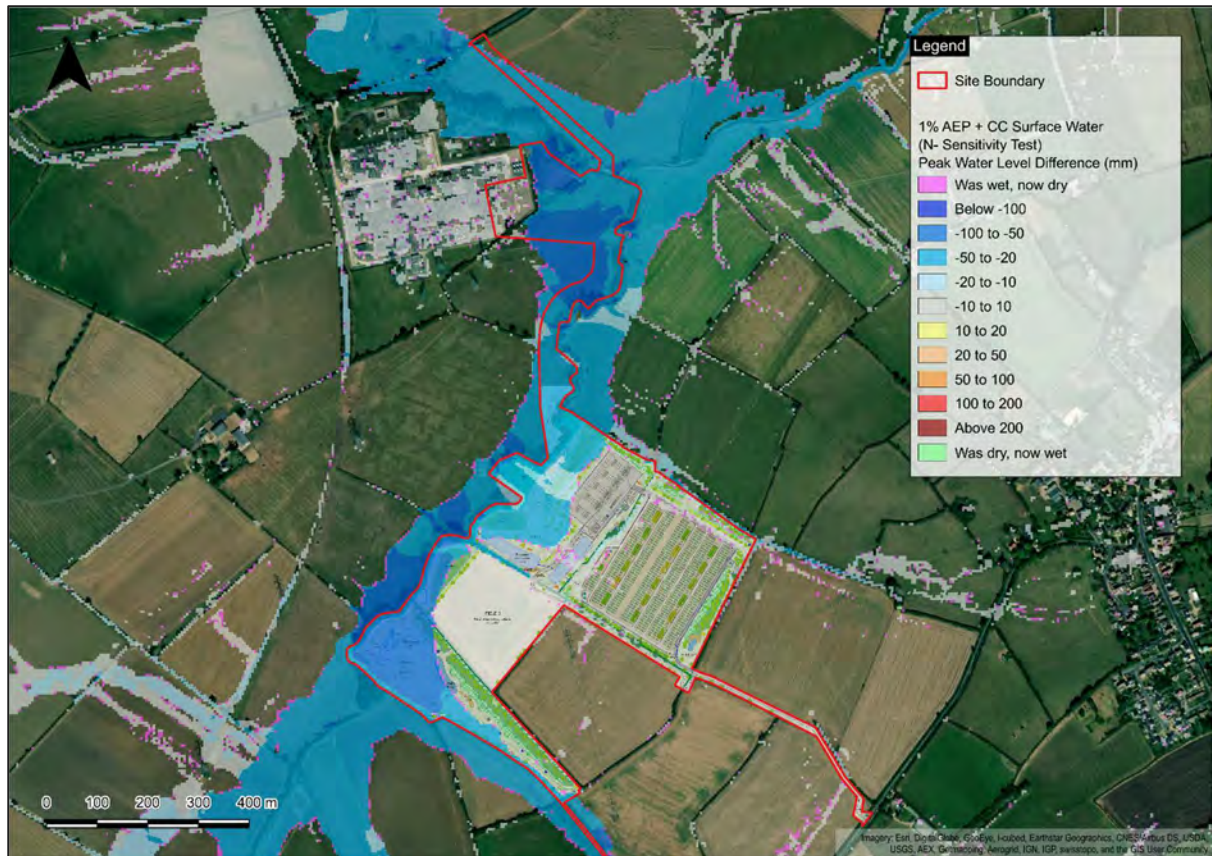 Legend
Site Boundary
1% AEP + CC Surface Water
(N- Sensitivity Test)
Peak Water Level Difference (mm)
Was wet, now dry
Below -100
-100 to -50
-50 to -20
-20 to -10
-10 to 10
10 to 20
20 to 50
50 to 100
100 to 200
Above 200
Was dry, now wet
0 100 200 300 400 m
Imagery: Esri, DigitalGlobe, GeoEye, i-cubed, Earthstar Geographics, CNES/Airbus DS, USDA,
USGS, AEX, Getmapping, Aerogrid, IGN, IGP, swisstopo, and the GIS User Community